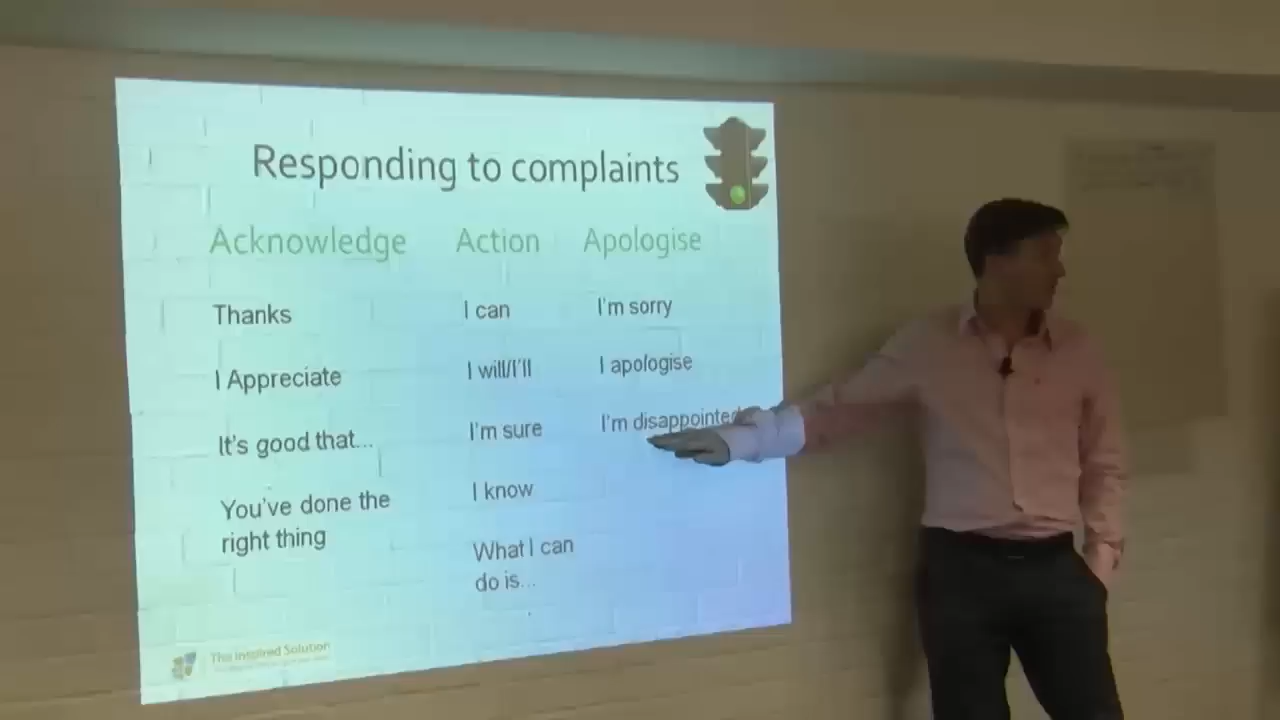 Responding to complaints
Acknowledge
Thanks
I Appreciate
It's good that...
You've done the
right thing
Action
I can
I will/I'll
I'm sure
I know
What I can
do is...
Apologise
I'm sorry
I apologise
I'm disappointed
The Inspired Solution